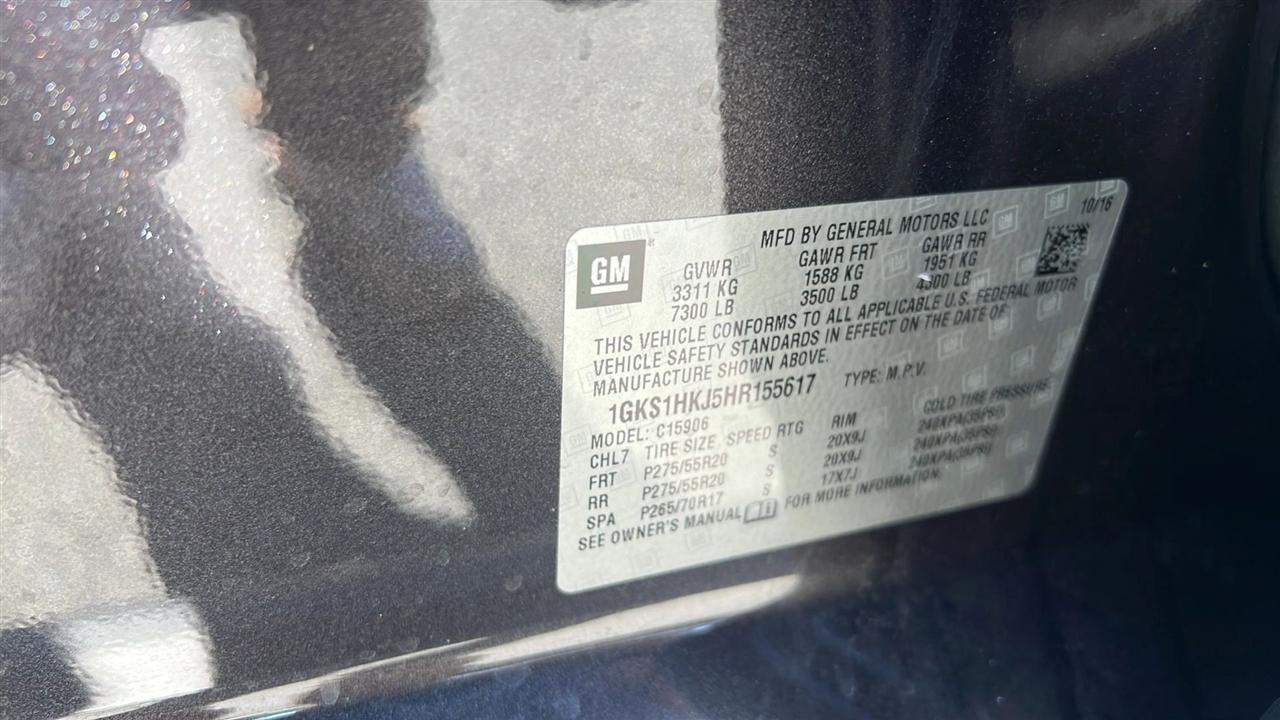 GM
MFD BY GENERAL MOTORS LLC 10/16
GVWR GAWR FRT GAWR RR
3311 KG 1588 KG 1951 KG
7300 LB 3500 LB 4300 LB
THIS VEHICLE CONFORMS TO ALL APPLICABLE U.S. FEDERAL MOTOR
VEHICLE SAFETY STANDARDS IN EFFECT ON THE DATE OF
MANUFACTURE SHOWN ABOVE.
1GKS1HKJ5HR155617 TYPE: M.P.V.
MODEL: C15906
CHL7 TIRE SIZE SPEED RTG RIM COLD TIRE PRESSURE
FRT P275/55R20 S 20X9J 240KPA(35PSI)
RR P275/55R20 S 20X9J 240KPA(35PSI)
SPA P265/70R17 S 17X7J 240KPA(35PSI)
SEE OWNER'S MANUAL FOR MORE INFORMATION.